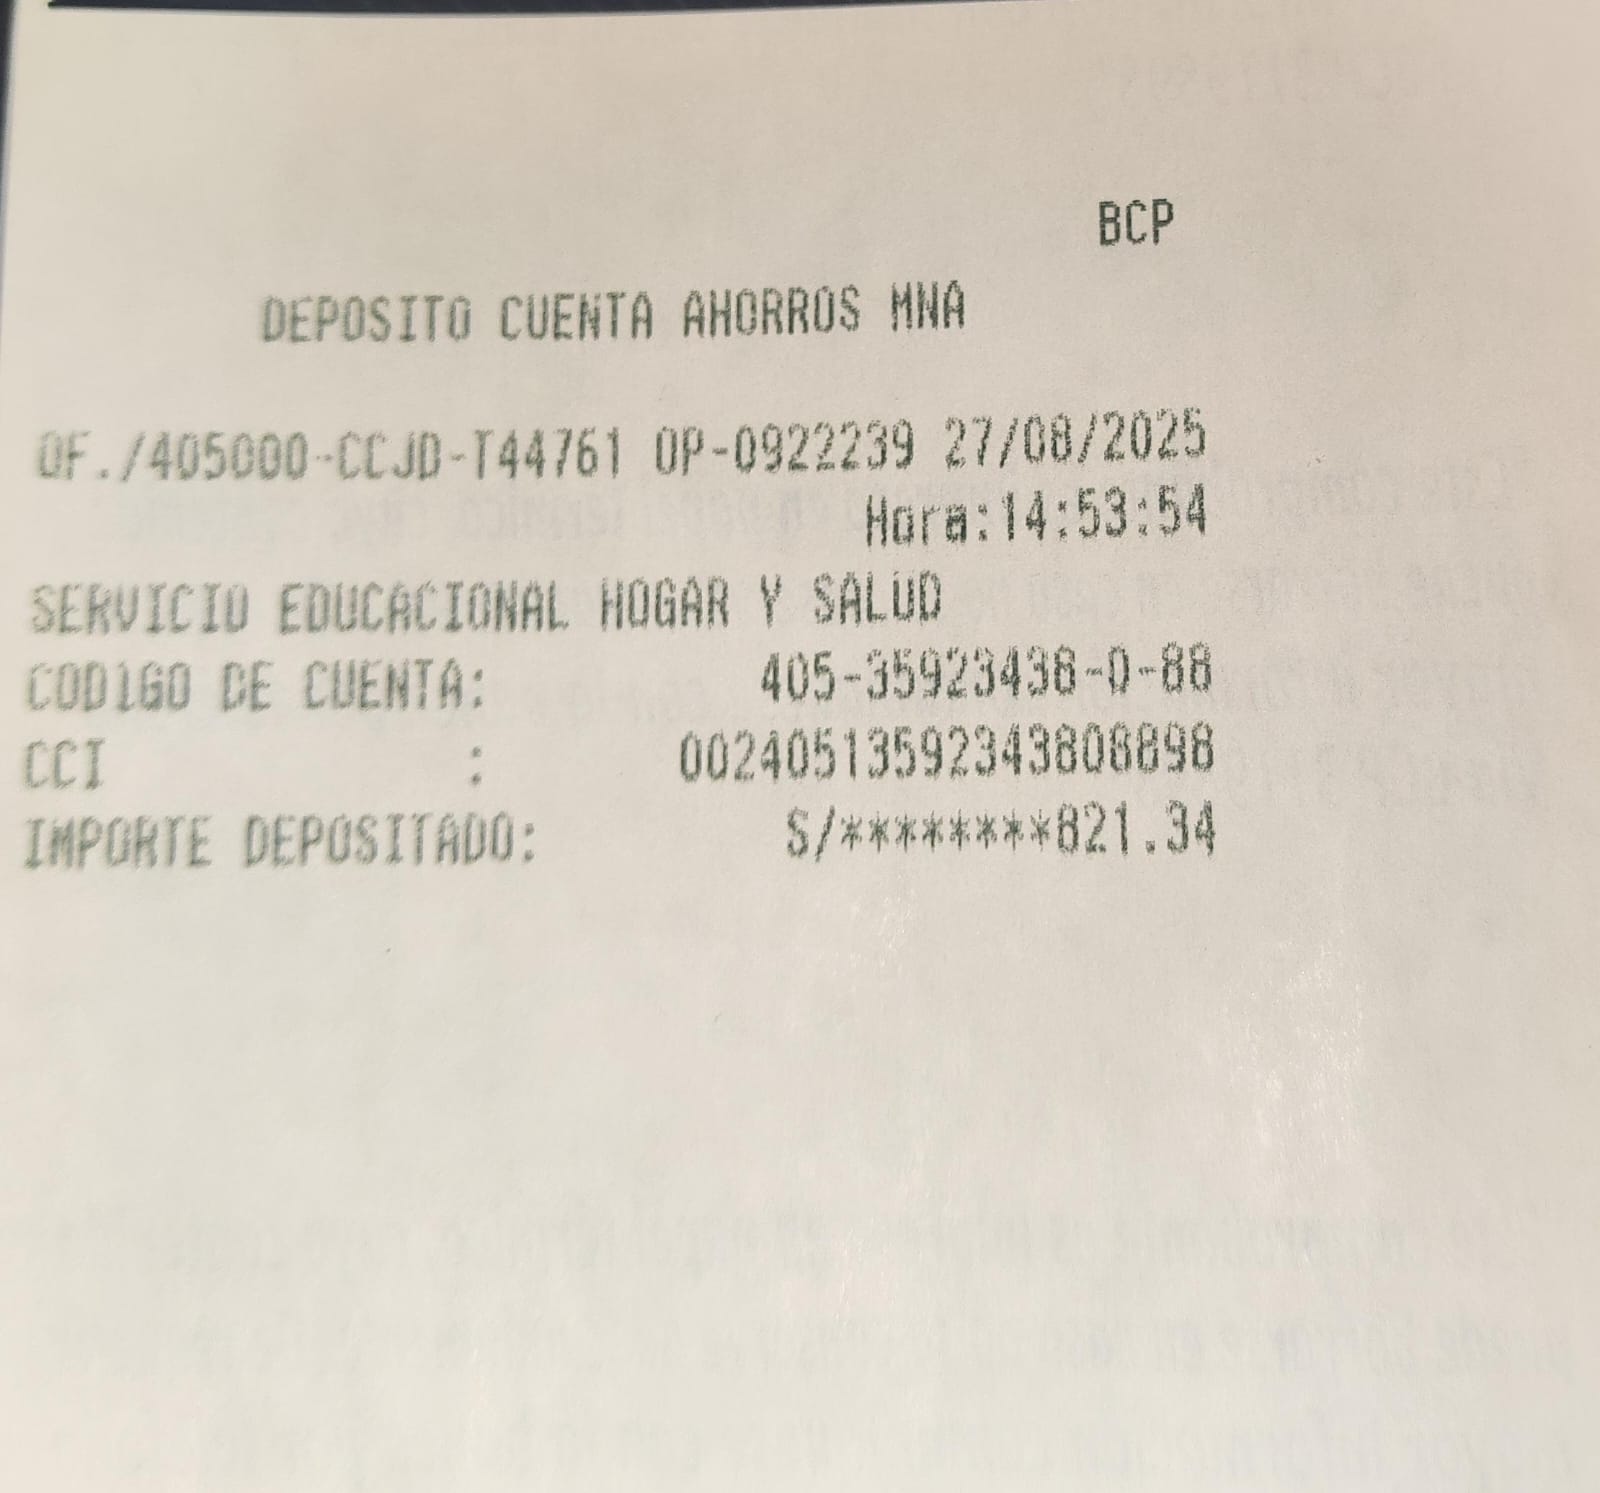 BCP
DEPOSITO CUENTA AHORROS MNA
OF./405000-CCJD-T44761 OP-0922239 27/08/2025
Hora:14:53:54
SERVICIO EDUCACIONAL HOGAR Y SALUD
CODIGO DE CUENTA: 405-35923438-0-88
CCI : 00240513592343808898
IMPORTE DEPOSITADO: S/********821.34